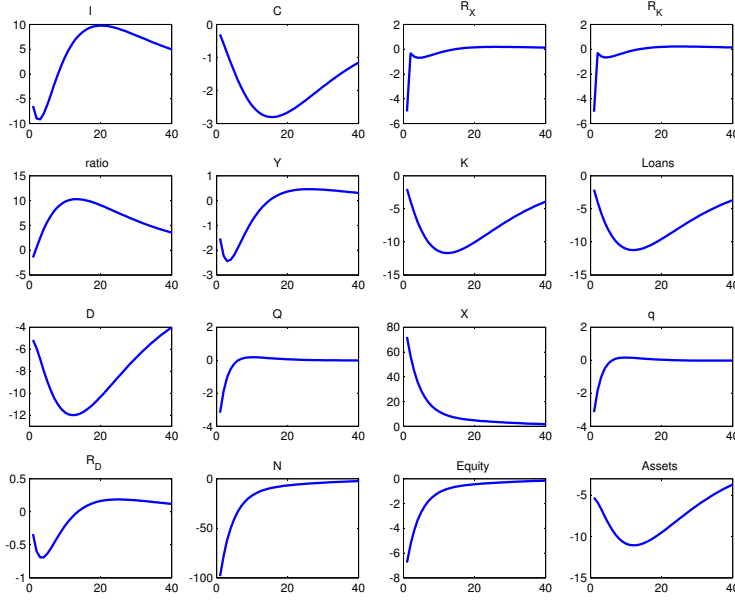 I C R_X R_K
10 0 2 2
5 -1 0 0
0 -2 -2 -2
-5 -4 -4
-10 -3 -6 -6
0 20 40 0 20 40 0 20 40 0 20 40
ratio Y K Loans
15 1 0 0
10 0 -5 -5
5 -1
0 -2 -10 -10
-5 -3 -15 -15
0 20 40 0 20 40 0 20 40 0 20 40
D Q X q
-4 2 80 2
-6 60
-8 0 40 0
-10 -2 20 -2
-12 -4 0 -4
0 20 40 0 20 40 0 20 40 0 20 40
R_D N Equity Assets
0.5 0 0
0 -2 -5
-0.5 -50 -4 -10
-6
-1 -100 -8 -15
0 20 40 0 20 40 0 20 40 0 20 40